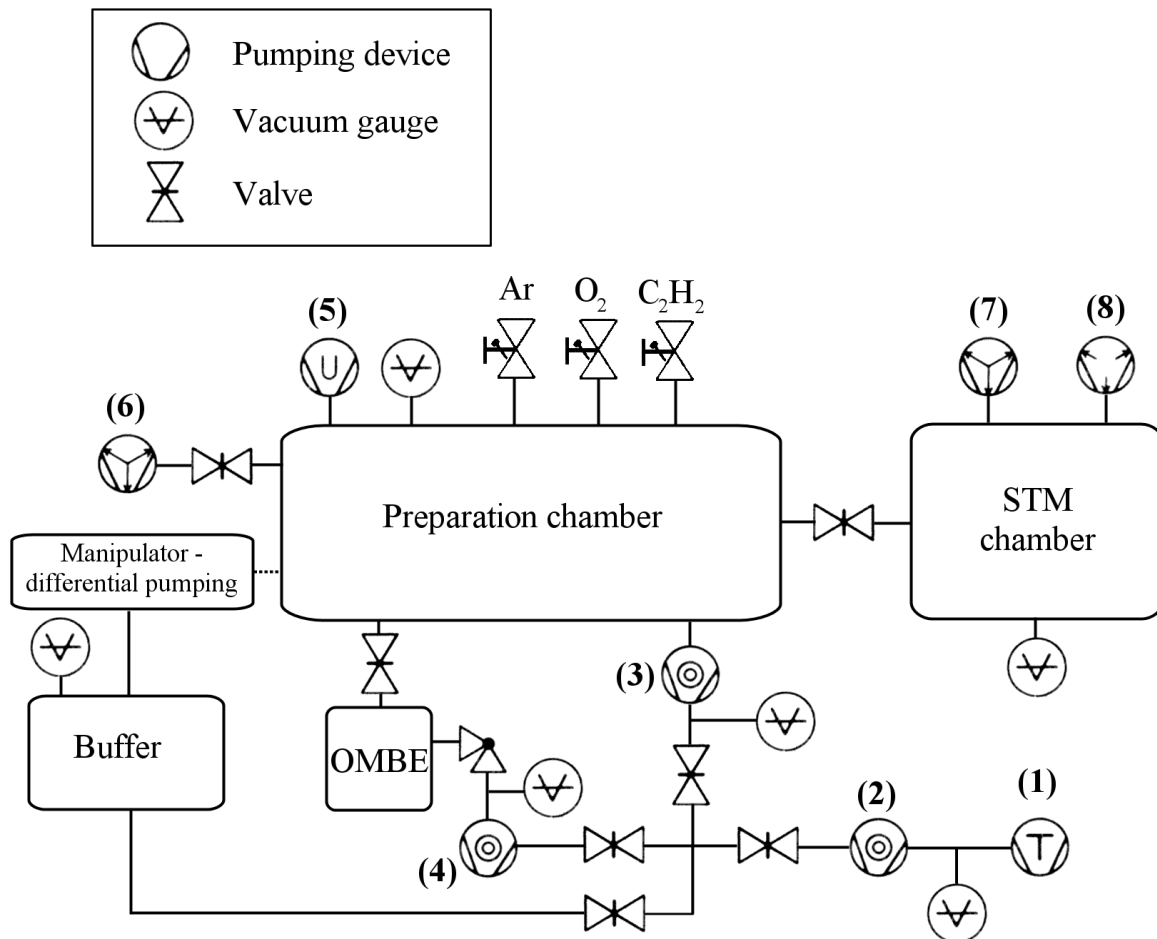 Pumping device
Vacuum gauge
Valve
Ar
O2
C2H2
(5)
(7)
(8)
U
(6)
Preparation chamber
STM
chamber
Manipulator -
differential pumping
(3)
Buffer
OMBE
(2)
(1)
T
(4)